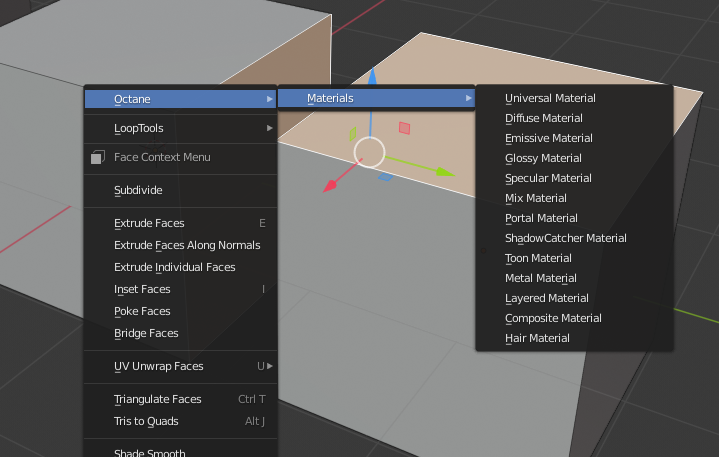 Octane
LoopTools
Face Context Menu
Subdivide
Extrude Faces E
Extrude Faces Along Normals
Extrude Individual Faces
Inset Faces I
Poke Faces
Bridge Faces
UV Unwrap Faces U
Triangulate Faces Ctrl T
Tris to Quads Alt J
Shade Smooth
Materials
Universal Material
Diffuse Material
Emissive Material
Glossy Material
Specular Material
Mix Material
Portal Material
ShadowCatcher Material
Toon Material
Metal Material
Layered Material
Composite Material
Hair Material